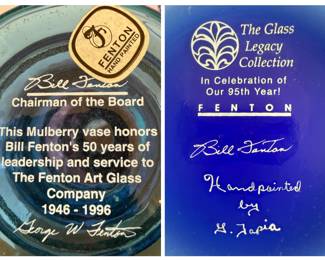 FENTON
HAND PAINTED
Bill Fenton
Chairman of the Board
This Mulberry vase honors
Bill Fenton's 50 years of
leadership and service to
The Fenton Art Glass
Company
1946 - 1996
George W. Fenton
The Glass
Legacy
Collection
In Celebration of
Our 95th Year!
FENTON
Bill Fenton
Handpainted
by
G. Tapia